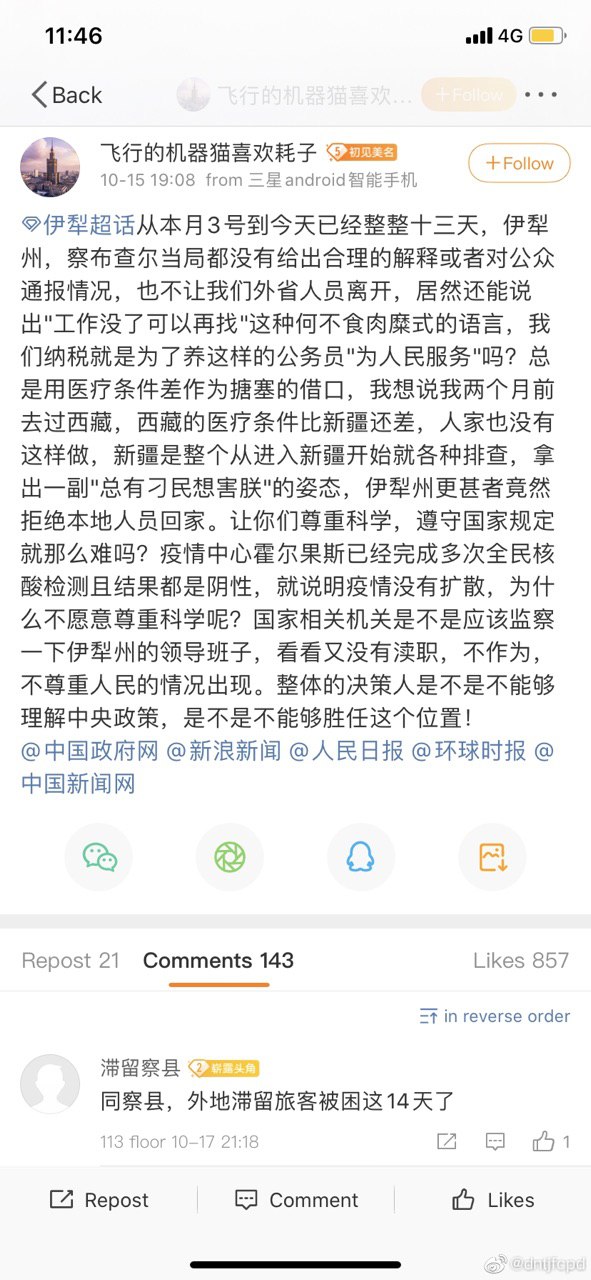 11:46
4G
Back
飞行的机器猫喜欢...
+Follow
飞行的机器猫喜欢耗子
5 初见美名
+Follow
10-15 19:08 from 三星android智能手机
伊犁超话从本月3号到今天已经整整十三天，伊犁
州，察布查尔当局都没有给出合理的解释或者对公众
通报情况，也不让我们外省人员离开，居然还能说
出"工作没了可以再找"这种何不食肉糜式的语言，我
们纳税就是为了养这样的公务员"为人民服务"吗？总
是用医疗条件差作为搪塞的借口，我想说我两个月前
去过西藏，西藏的医疗条件比新疆还差，人家也没有
这样做，新疆是整个从进入新疆开始就各种排查，拿
出一副"总有刁民想害朕"的姿态，伊犁州更甚者竟然
拒绝本地人员回家。让你们尊重科学，遵守国家规定
就那么难吗？疫情中心霍尔果斯已经完成多次全民核
酸检测且结果都是阴性，就说明疫情没有扩散，为什
么不愿意尊重科学呢？国家相关机关是不是应该监察
一下伊犁州的领导班子，看看又没有渎职，不作为，
不尊重人民的情况出现。整体的决策人是不是不能够
理解中央政策，是不是不能够胜任这个位置！
@中国政府网 @新浪新闻 @人民日报 @环球时报 @
中国新闻网
Repost 21 Comments 143 Likes 857
in reverse order
滞留察县
2 崭露头角
同察县，外地滞留旅客被困这14天了
113 floor 10-17 21:18
1
Repost Comment Likes
@dntjfcpd